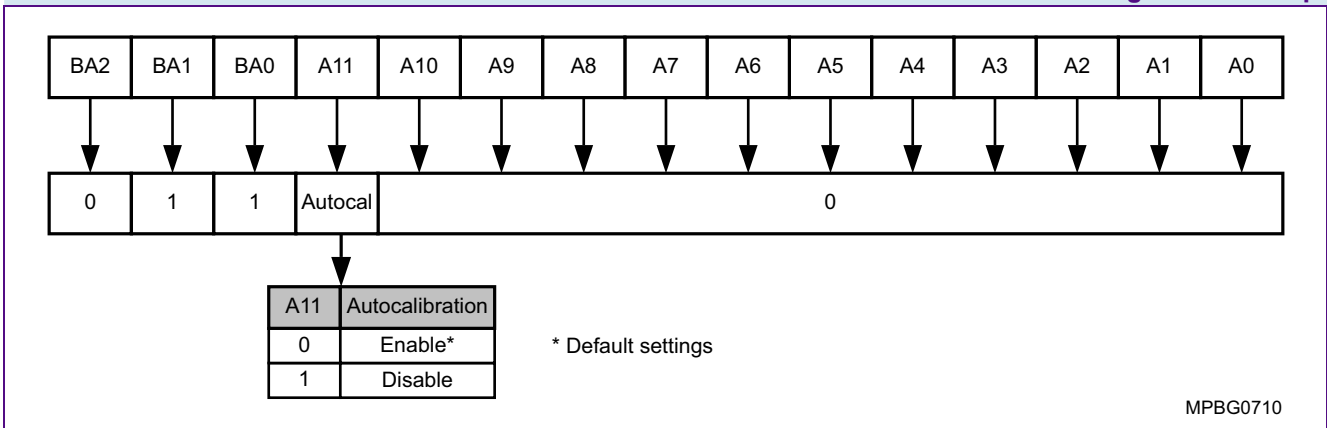 BA2 BA1 BA0 A11 A10 A9 A8 A7 A6 A5 A4 A3 A2 A1 A0
0 1 1 Autocal 0
A11 Autocalibration
0 Enable*
1 Disable
* Default settings
MPBG0710